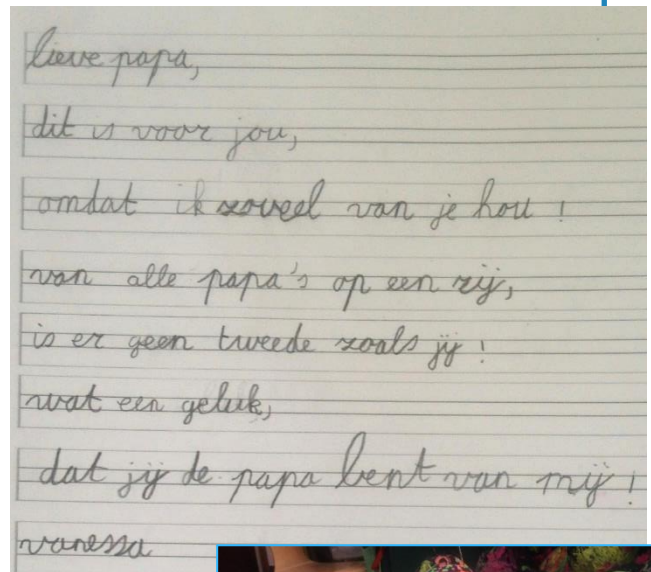 lieve papa,
dit is voor jou,
omdat ik zoveel van je hou !
van alle papa's op een rij,
is er geen tweede zoals jij !
wat een geluk,
dat jij de papa bent van mij !
vanessa